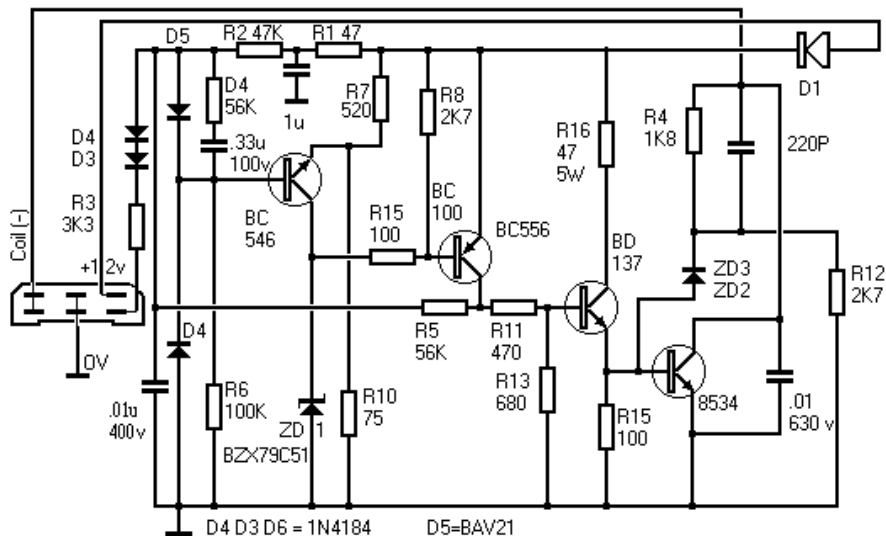 D5
R2 47K
R1 47
D4
56K
1u
R7
520
R8
2K7
D1
R16
47
5W
R4
1K8
220P
D4
D3
.33u
100v
R3
3K3
BC
546
BC
100
R15
100
BC556
BD
137
ZD3
ZD2
R12
2K7
Coil (-)
+12v
0V
D4
R5
56K
R11
470
R13
680
8534
.01
630 v
.01u
400v
R6
100K
ZD 1
BZX79C51
R10
75
R15
100
D4 D3 D6 = 1N4184
D5=BAV21